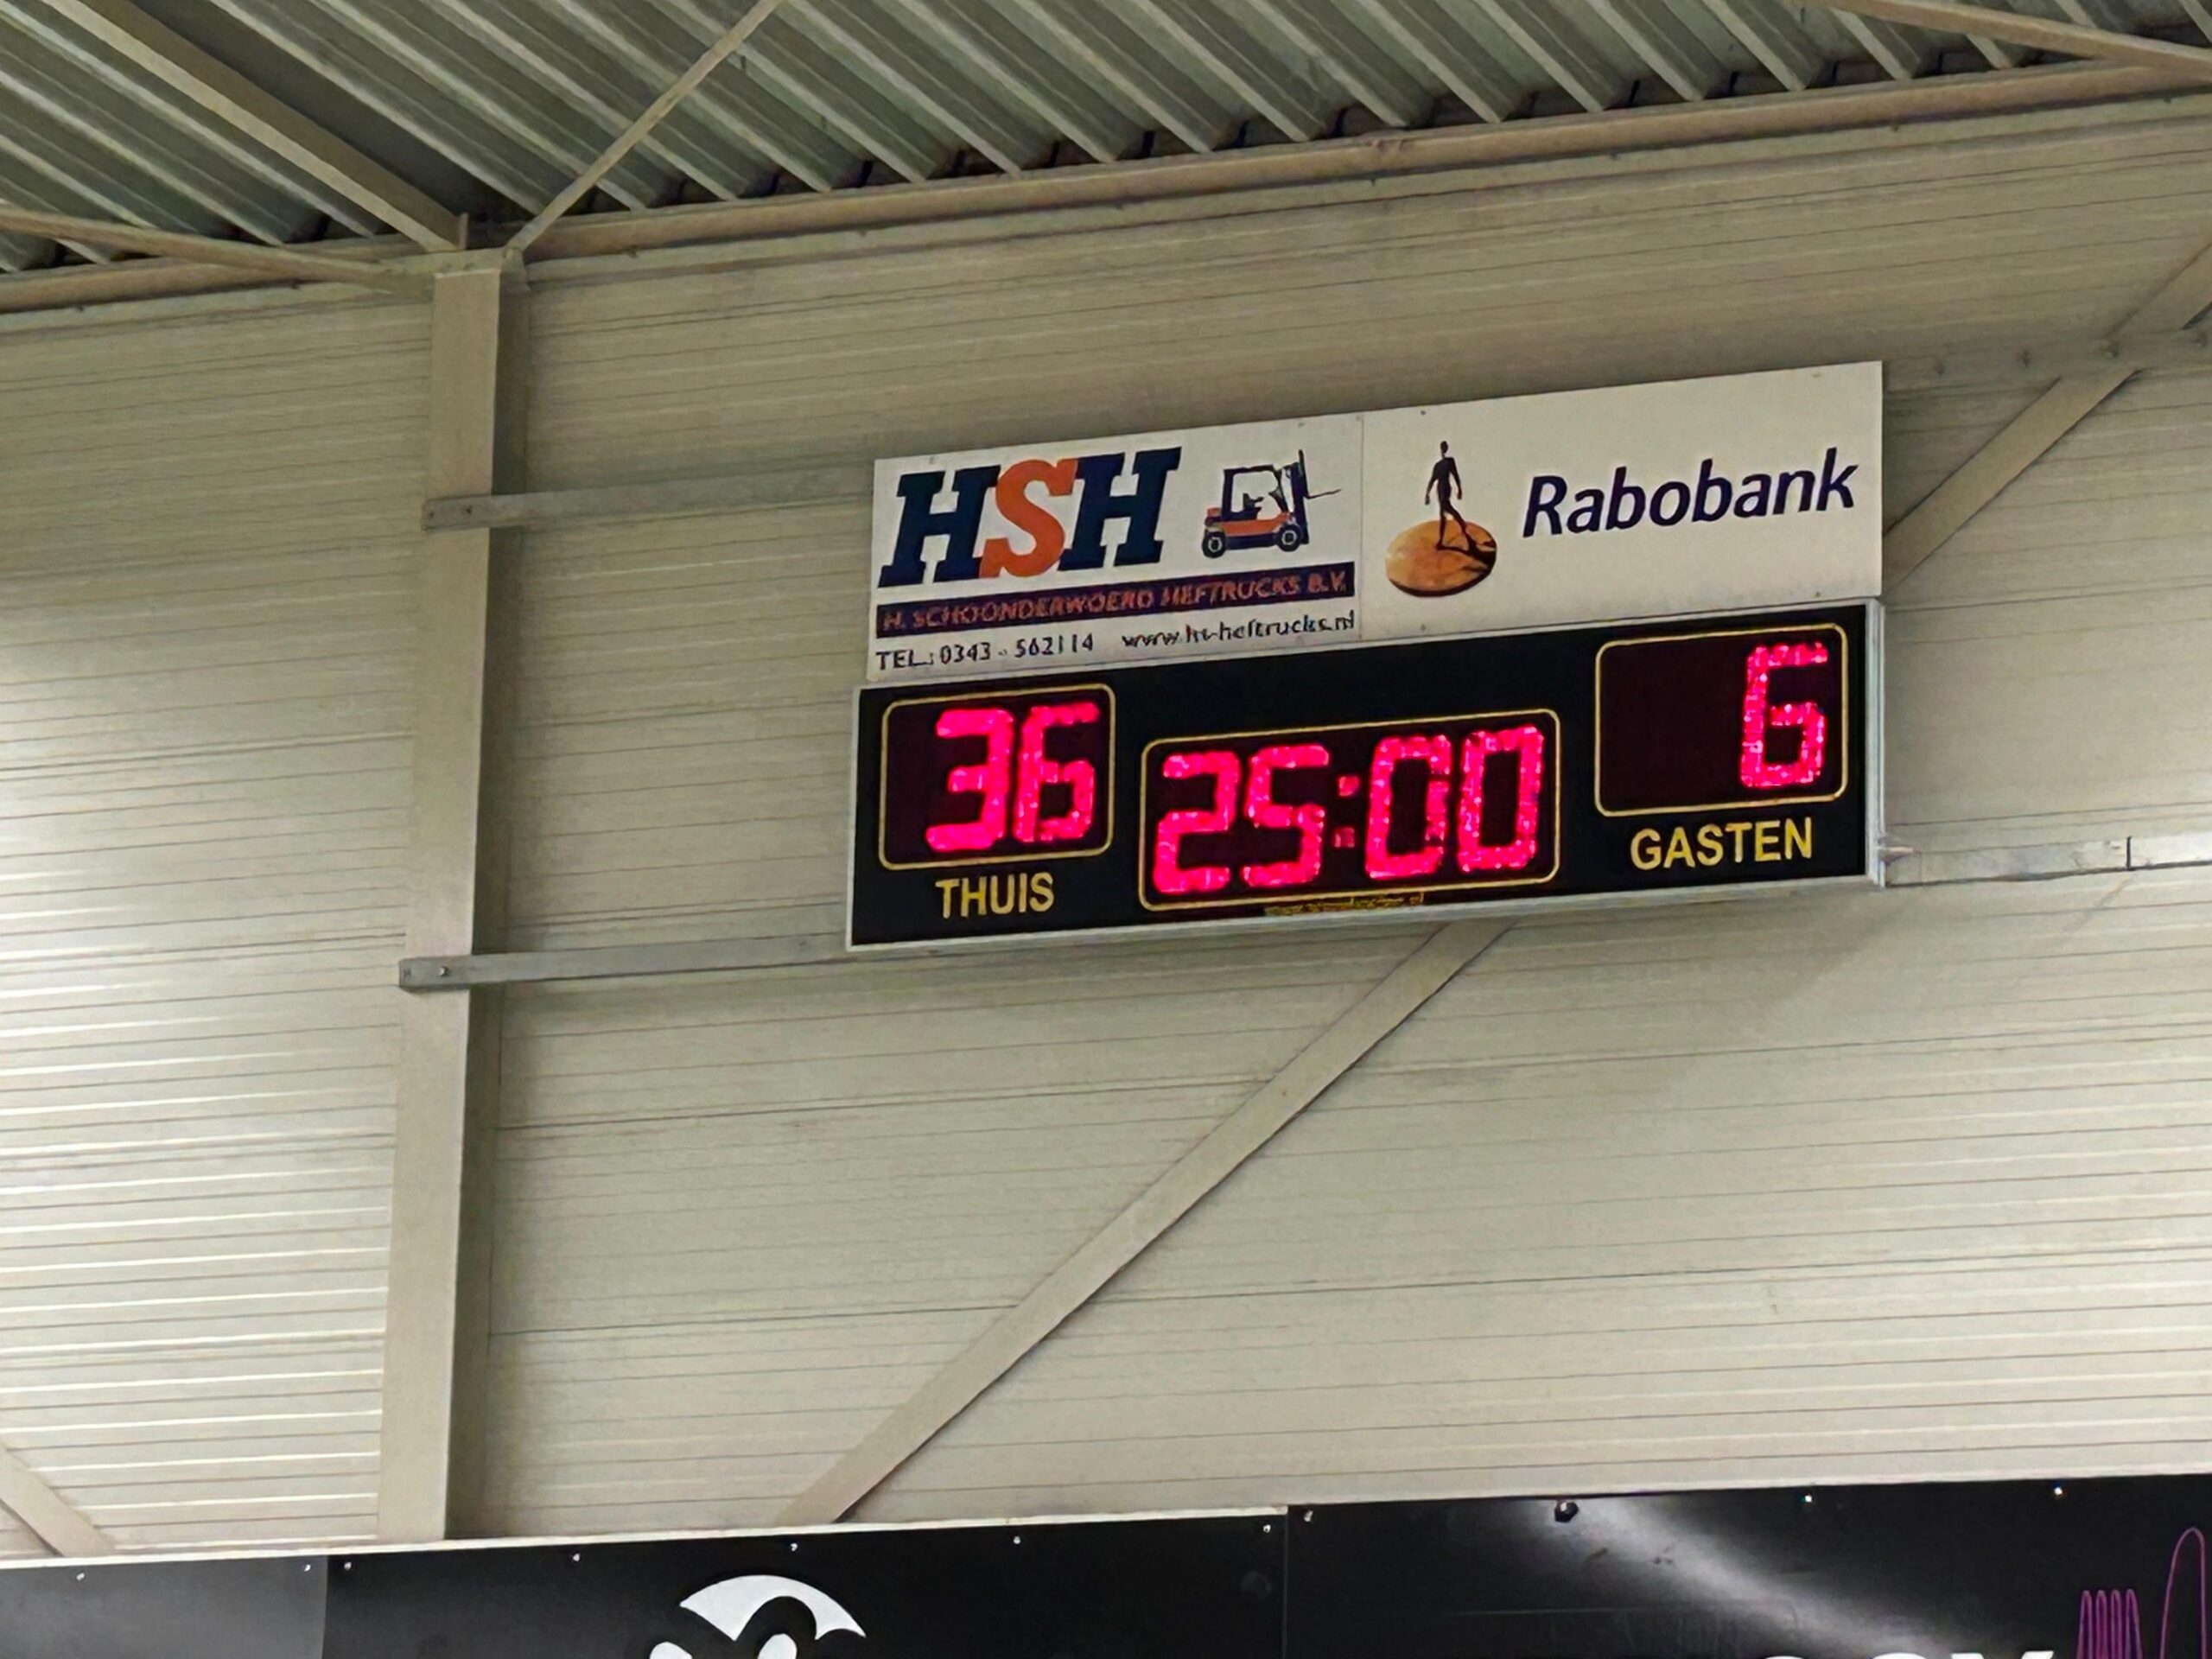 HSH
H. SCHOONDERWOERD HEFTRUCKS B.V.
TEL.: 0343 - 562114 www.hs-heftrucks.nl
Rabobank
36
25:00
6
THUIS
GASTEN